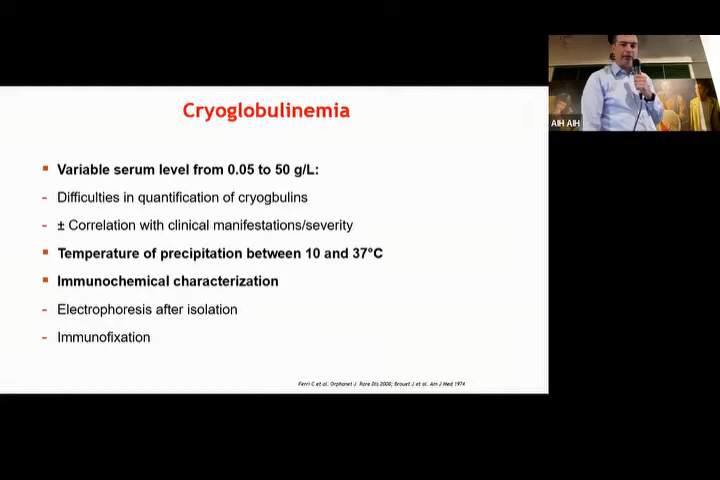 Cryoglobulinemia
▪ Variable serum level from 0.05 to 50 g/L:
- Difficulties in quantification of cryogbulins
- ± Correlation with clinical manifestations/severity
▪ Temperature of precipitation between 10 and 37°C
▪ Immunochemical characterization
- Electrophoresis after isolation
- Immunofixation
Ferri C et al. Orphanet J Rare Dis 2008; Brouet J et al. Am J Med 1974
AIH AIH